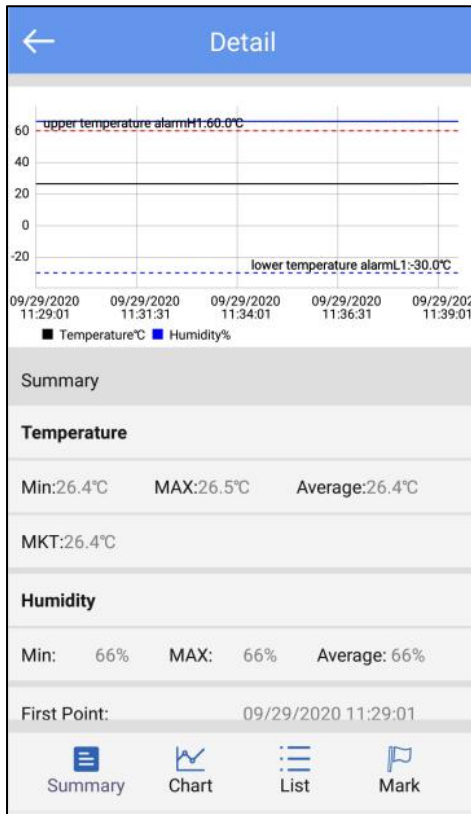 Detail
upper temperature alarmH1:60.0℃
60
40
20
0
-20
lower temperature alarmL1:-30.0℃
09/29/2020 09/29/2020 09/29/2020 09/29/2020 09/29/202
11:29:01 11:31:31 11:34:01 11:36:31 11:39:01
Temperature℃ Humidity%
Summary
Temperature
Min:26.4℃ MAX:26.5℃ Average:26.4℃
MKT:26.4℃
Humidity
Min: 66% MAX: 66% Average: 66%
First Point: 09/29/2020 11:29:01
Summary Chart List Mark